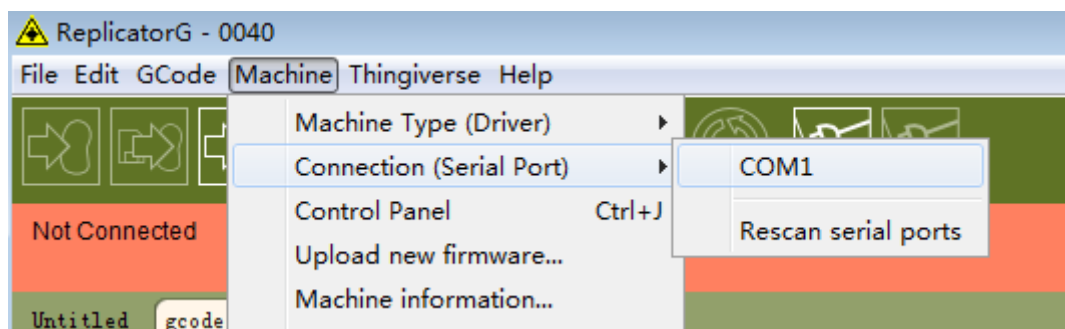 ReplicatorG - 0040
File Edit GCode Machine Thingiverse Help
Machine Type (Driver)
Connection (Serial Port)
COM1
Not Connected
Control Panel Ctrl+J
Rescan serial ports
Upload new firmware...
Machine information...
Untitled gcode